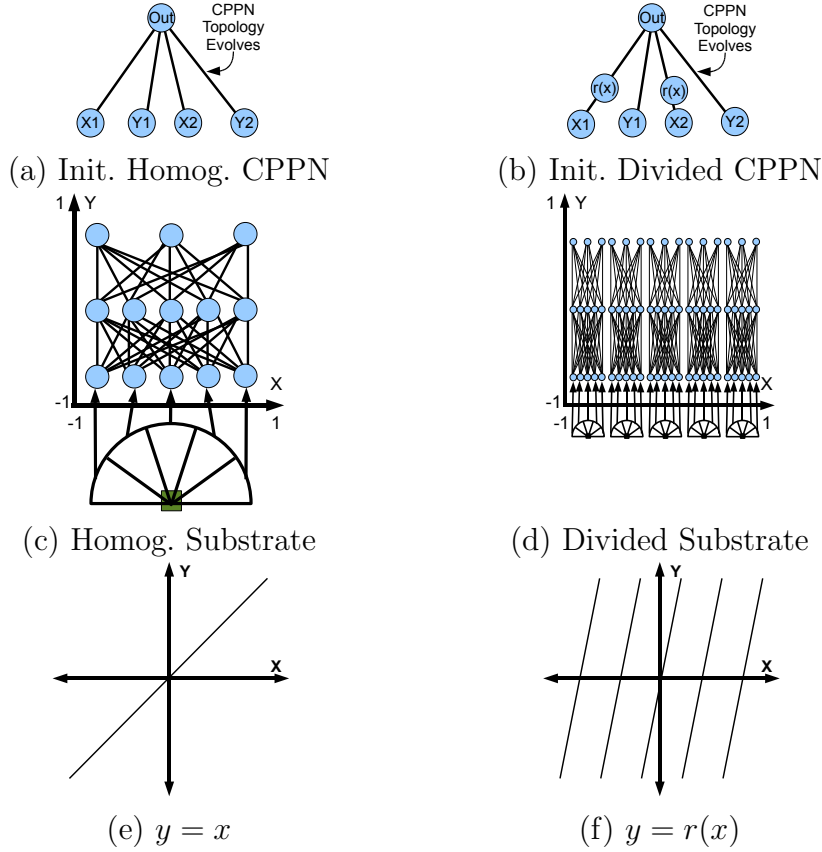 Out
CPPN
Topology
Evolves
X1 Y1 X2 Y2
(a) Init. Homog. CPPN
Out
CPPN
Topology
Evolves
r(x) r(x)
X1 Y1 X2 Y2
(b) Init. Divided CPPN
1 Y
X
-1
-1 1
(c) Homog. Substrate
1 Y
X
-1
-1 1
(d) Divided Substrate
Y
X
(e) y = x
Y
X
(f) y = r(x)